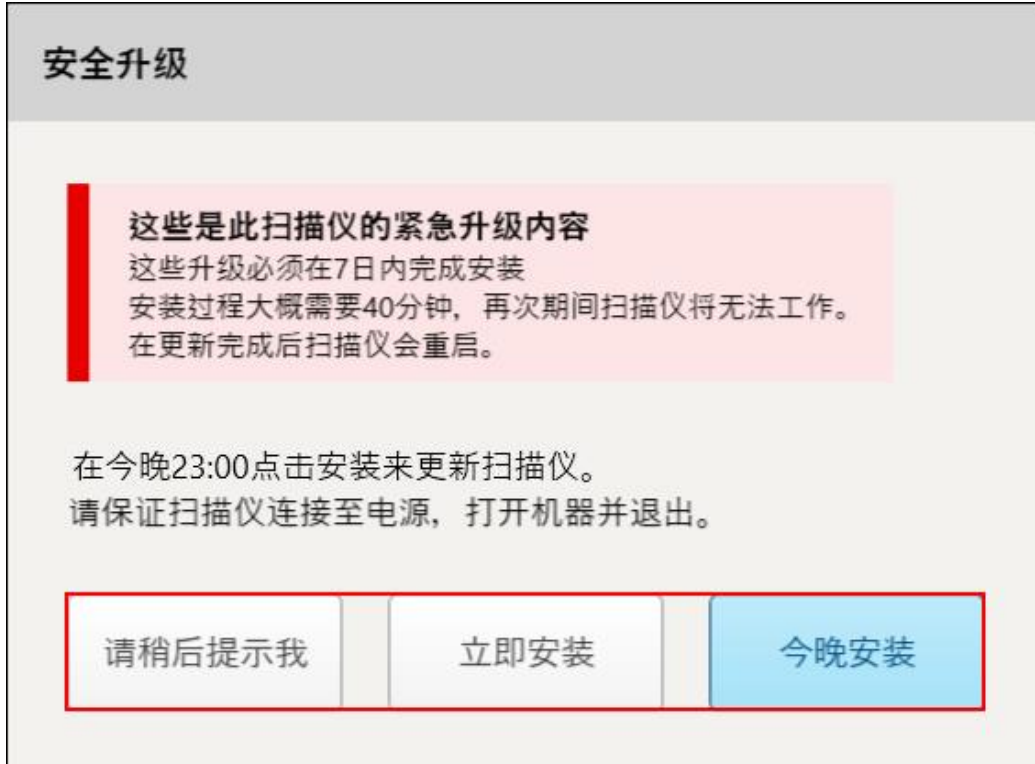 安全升级
这些是此扫描仪的紧急升级内容
这些升级必须在7日内完成安装
安装过程大概需要40分钟，再次期间扫描仪将无法工作。
在更新完成后扫描仪会重启。
在今晚23:00点击安装来更新扫描仪。
请保证扫描仪连接至电源，打开机器并退出。
请稍后提示我
立即安装
今晚安装